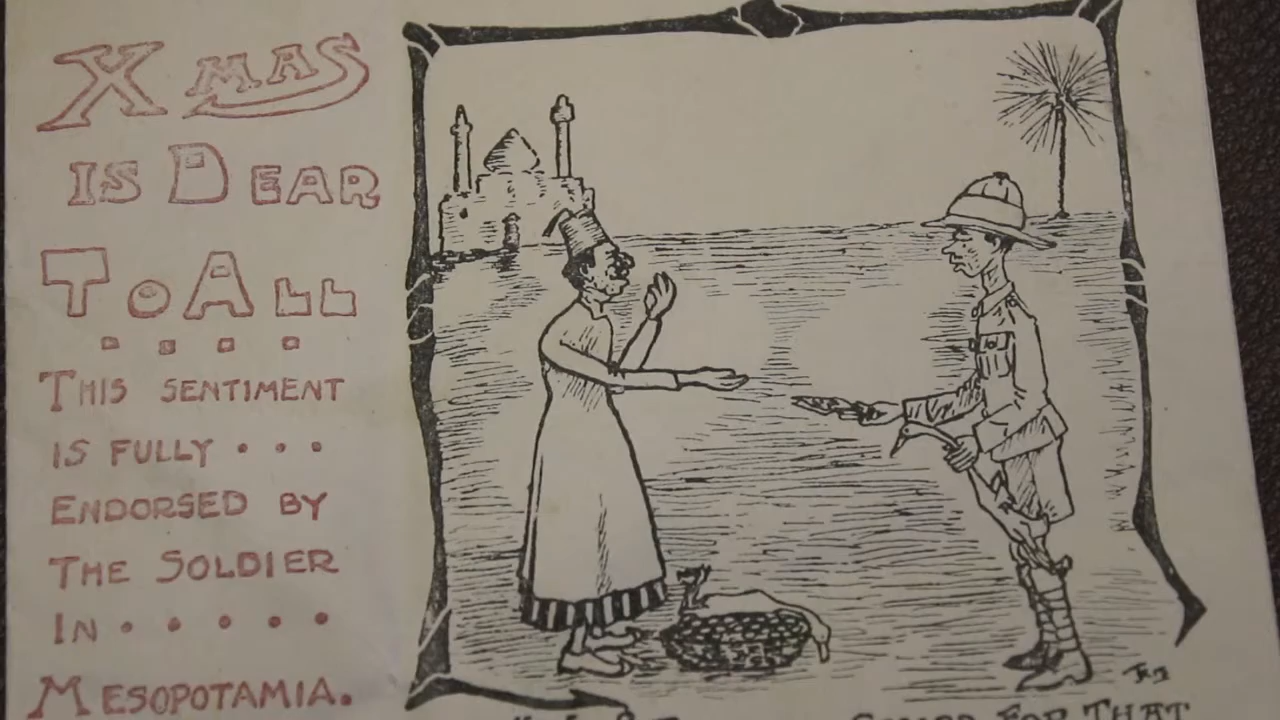 XMAS
IS DEAR
TO ALL
THIS SENTIMENT
IS FULLY • • •
ENDORSED BY
THE SOLDIER
IN • • • • •
MESOPOTAMIA.
FOR THAT